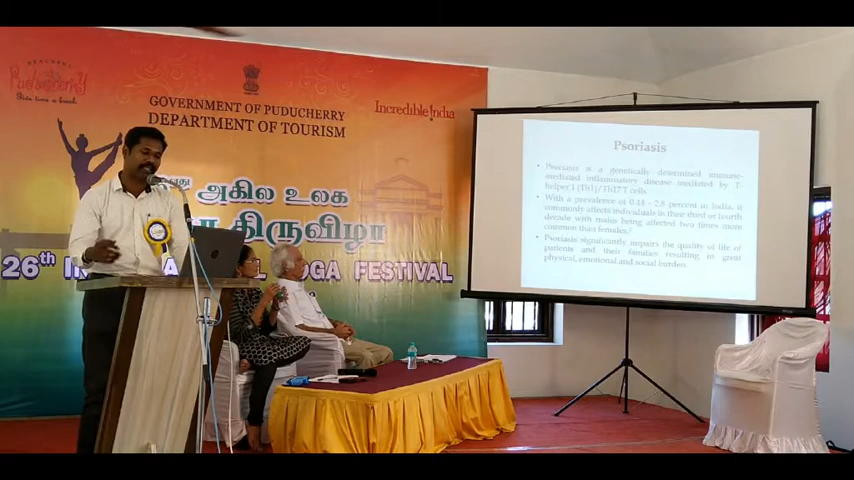 PEACEFUL
Puducherry
Give time a break
GOVERNMENT OF PUDUCHERRY
DEPARTMENT OF TOURISM
Incredible!ndia
அகில உலக
திருவிழா
26th IN
OGA FESTIVAL
Psoriasis
• Psoriasis is a genetically determined immune-
mediated inflammatory disease mediated by T-
helper 1 (Th1)/Th17 T cells.
• With a prevalence of 0.44 - 2.8 percent in India, it
commonly affects individuals in their third or fourth
decade with males being affected two times more
common than females.
• Psoriasis significantly impairs the quality of life of
patients and their families resulting in great
physical, emotional and social burden.